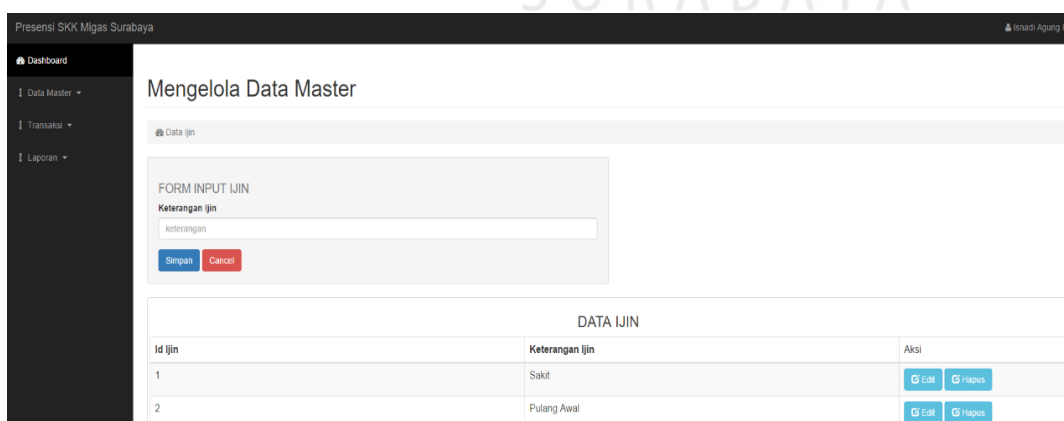 SURABAYA
Presensi SKK Migas Surabaya
Isnadi Agung
Dashboard
Data Master
Transaksi
Laporan
Mengelola Data Master
Data Ijin
FORM INPUT IJIN
Keterangan Ijin
keterangan
Simpan Cancel
DATA IJIN
Id Ijin Keterangan Ijin Aksi
1 Sakit Edit Hapus
2 Pulang Awal Edit Hapus